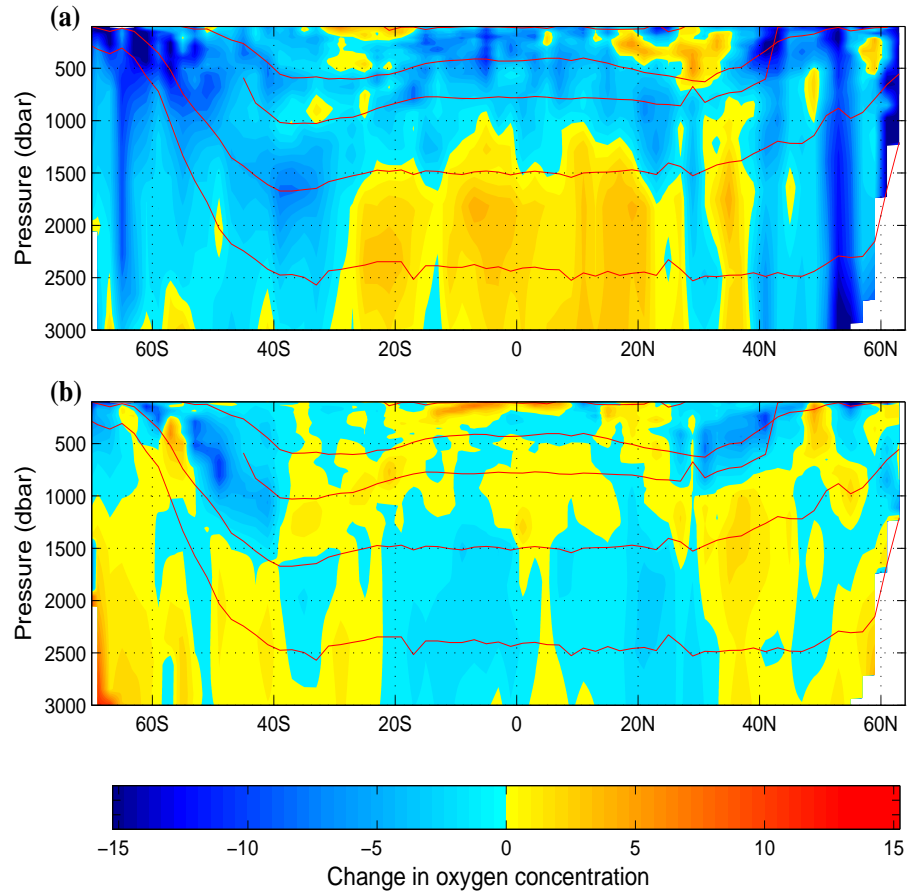 (a)
Pressure (dbar)
500
1000
1500
2000
2500
3000
60S
40S
20S
0
20N
40N
60N
(b)
Pressure (dbar)
500
1000
1500
2000
2500
3000
60S
40S
20S
0
20N
40N
60N
−15
−10
−5
0
5
10
15
Change in oxygen concentration